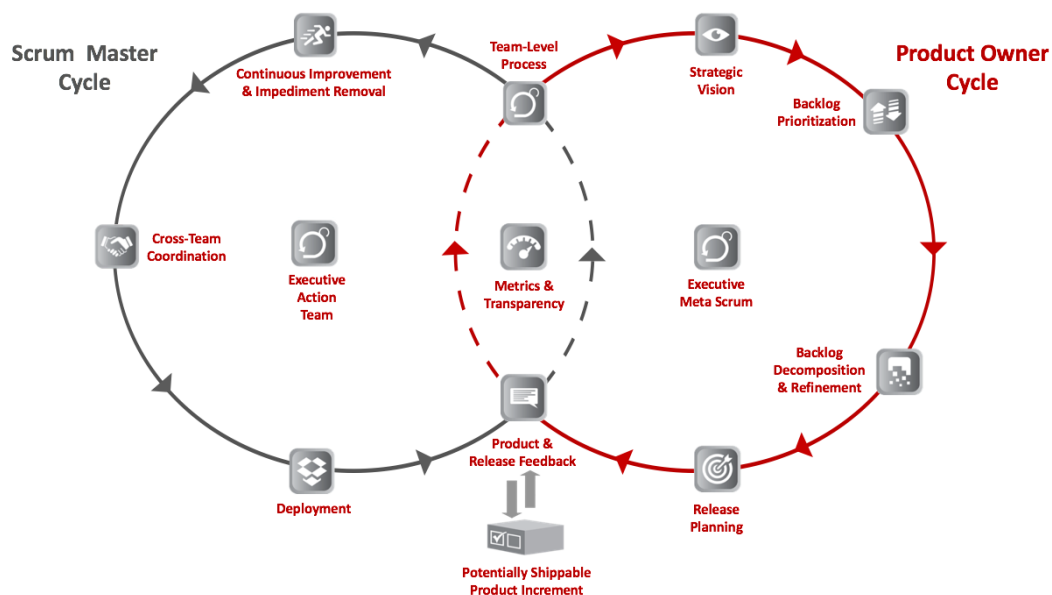 Scrum Master
Cycle
Continuous Improvement
& Impediment Removal
Team-Level
Process
Strategic
Vision
Product Owner
Cycle
Backlog
Prioritization
Cross-Team
Coordination
Executive
Action
Team
Metrics &
Transparency
Executive
Meta Scrum
Backlog
Decomposition
& Refinement
Product &
Release Feedback
Deployment
Release
Planning
Potentially Shippable
Product Increment